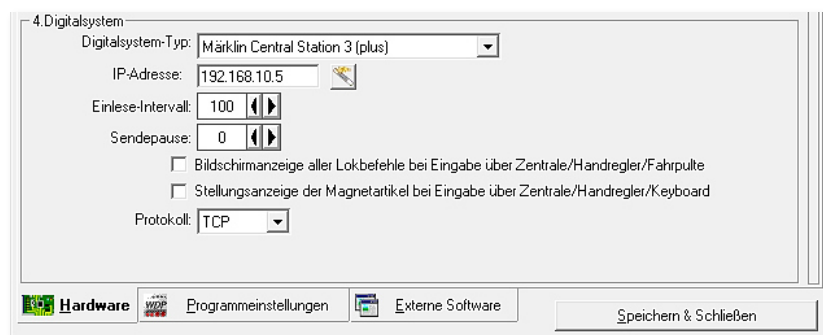 4.Digitalsystem
Digitalsystem-Typ: Märklin Central Station 3 (plus)
IP-Adresse: 192.168.10.5
Einlese-Intervall: 100
Sendepause: 0
Bildschirmanzeige aller Lokbefehle bei Eingabe über Zentrale/Handregler/Fahrpulte
Stellungsanzeige der Magnetartikel bei Eingabe über Zentrale/Handregler/Keyboard
Protokoll: TCP
Hardware WDP Programmeinstellungen Externe Software Speichern & Schließen